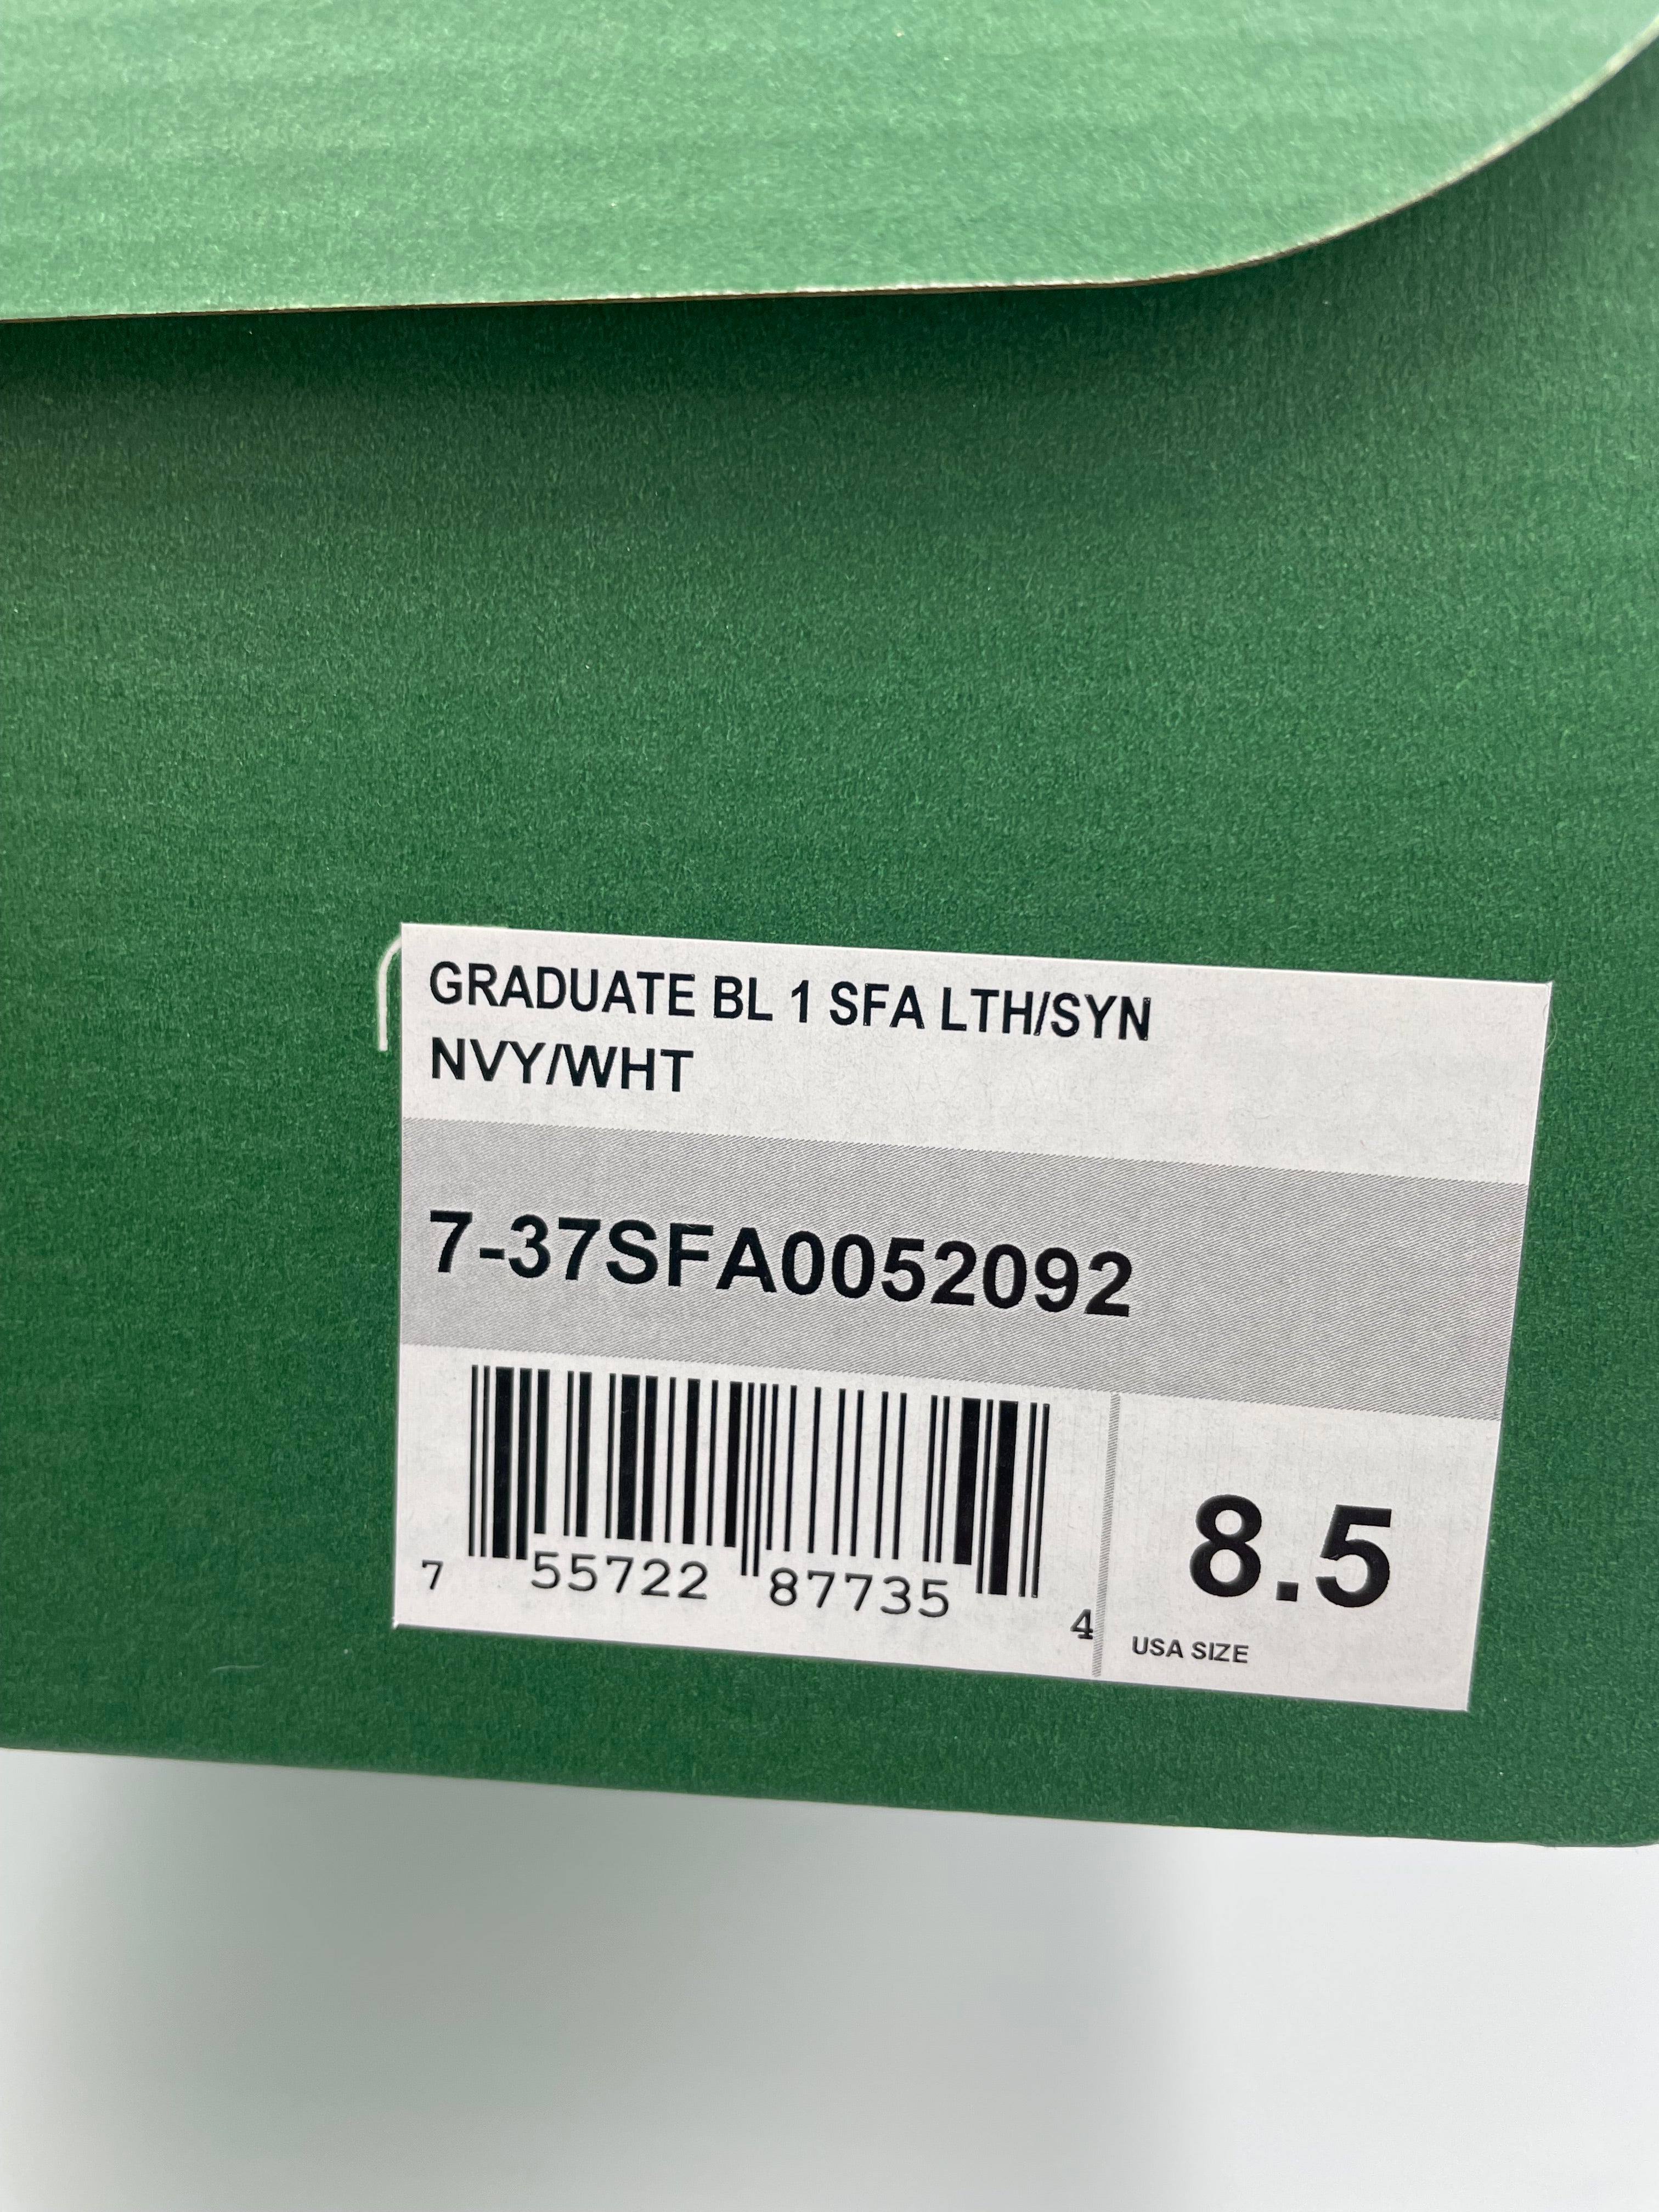 GRADUATE BL 1 SFA LTH/SYN
NVY/WHT
7-37SFA0052092
7 55722 87735 4
8.5
USA SIZE